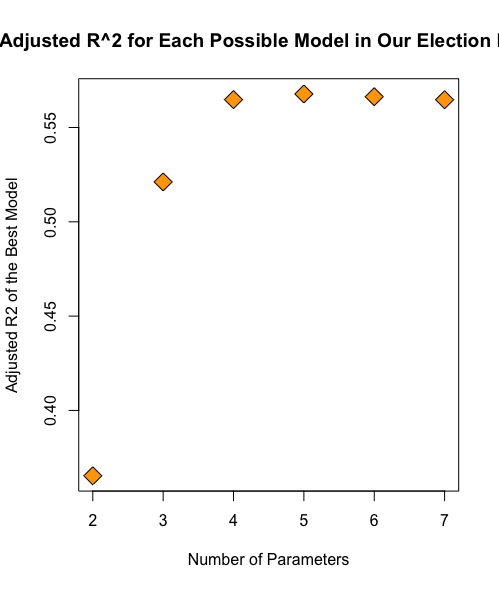 Adjusted R^2 for Each Possible Model in Our Election
Adjusted R2 of the Best Model
0.55
0.50
0.45
0.40
2 3 4 5 6 7
Number of Parameters